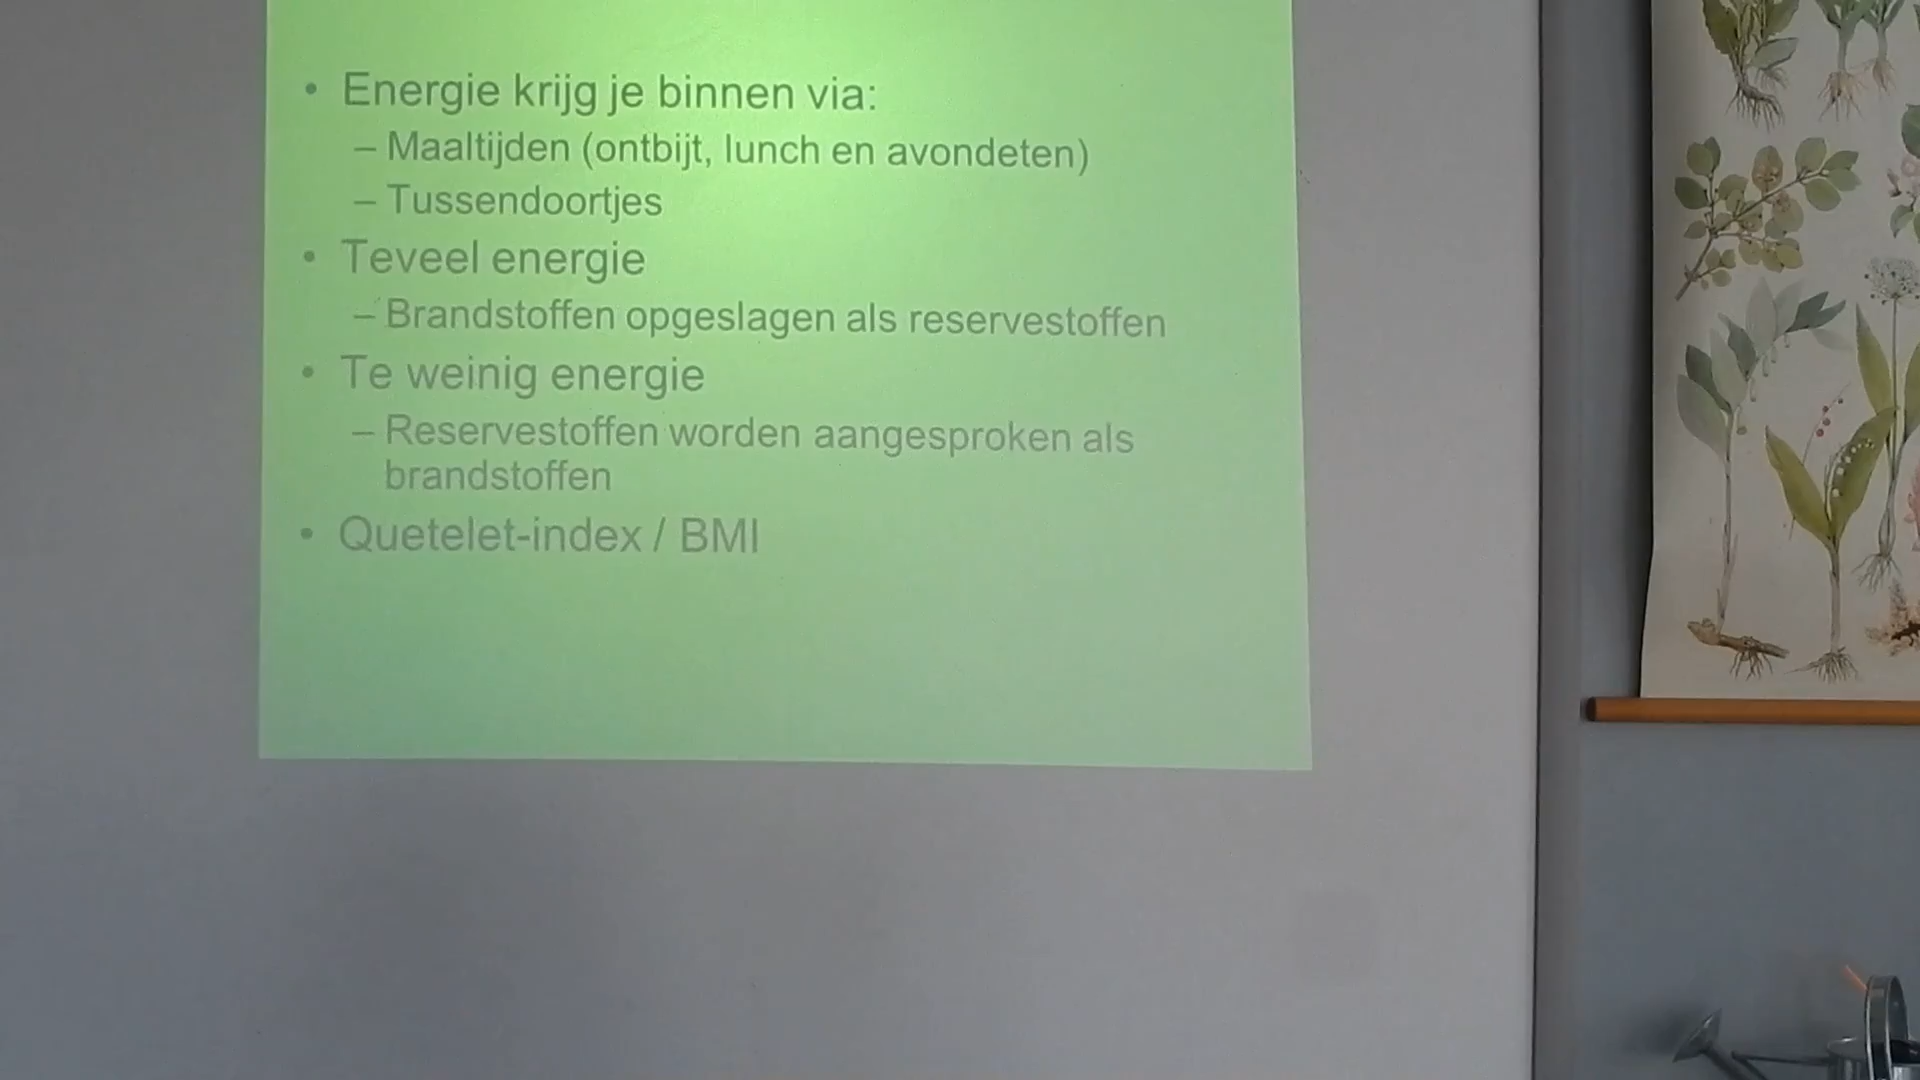 • Energie krijg je binnen via:
– Maaltijden (ontbijt, lunch en avondeten)
– Tussendoortjes
• Teveel energie
– Brandstoffen opgeslagen als reservestoffen
• Te weinig energie
– Reservestoffen worden aangesproken als
brandstoffen
• Quetelet-index / BMI